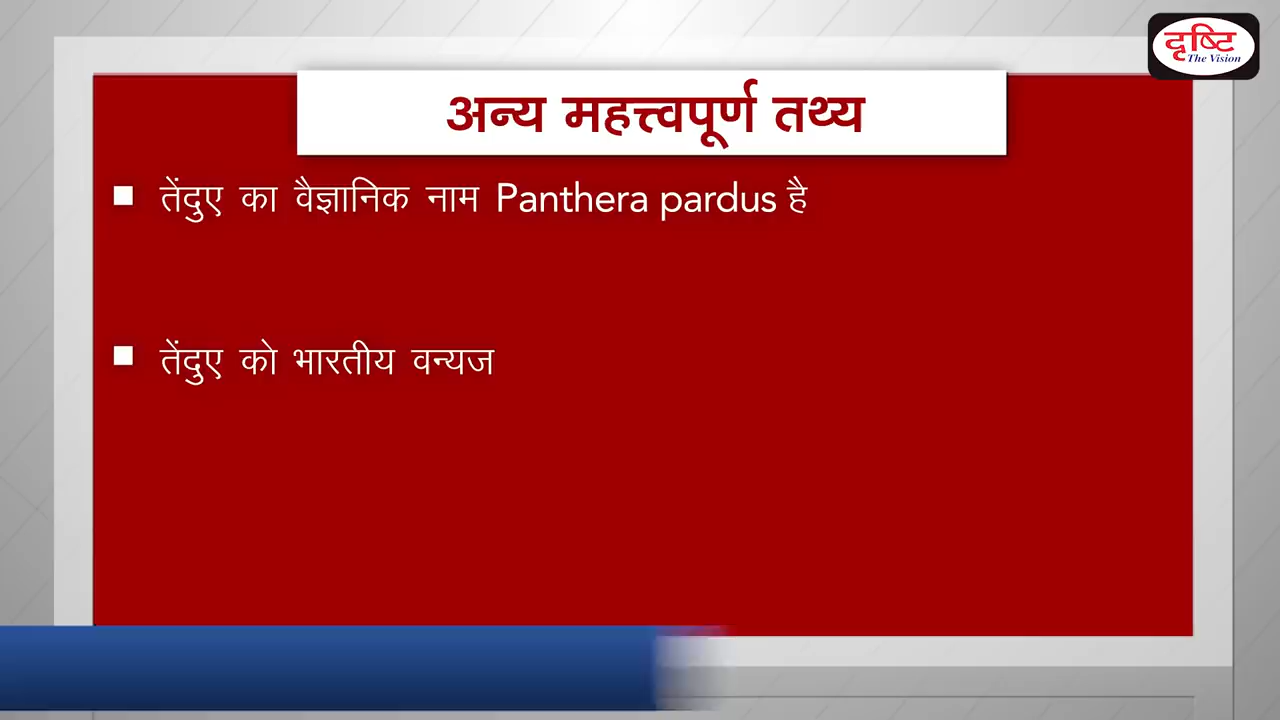 दृष्टि
The Vision
अन्य महत्त्वपूर्ण तथ्य
तेंदुए का वैज्ञानिक नाम Panthera pardus है
तेंदुए को भारतीय वन्यज